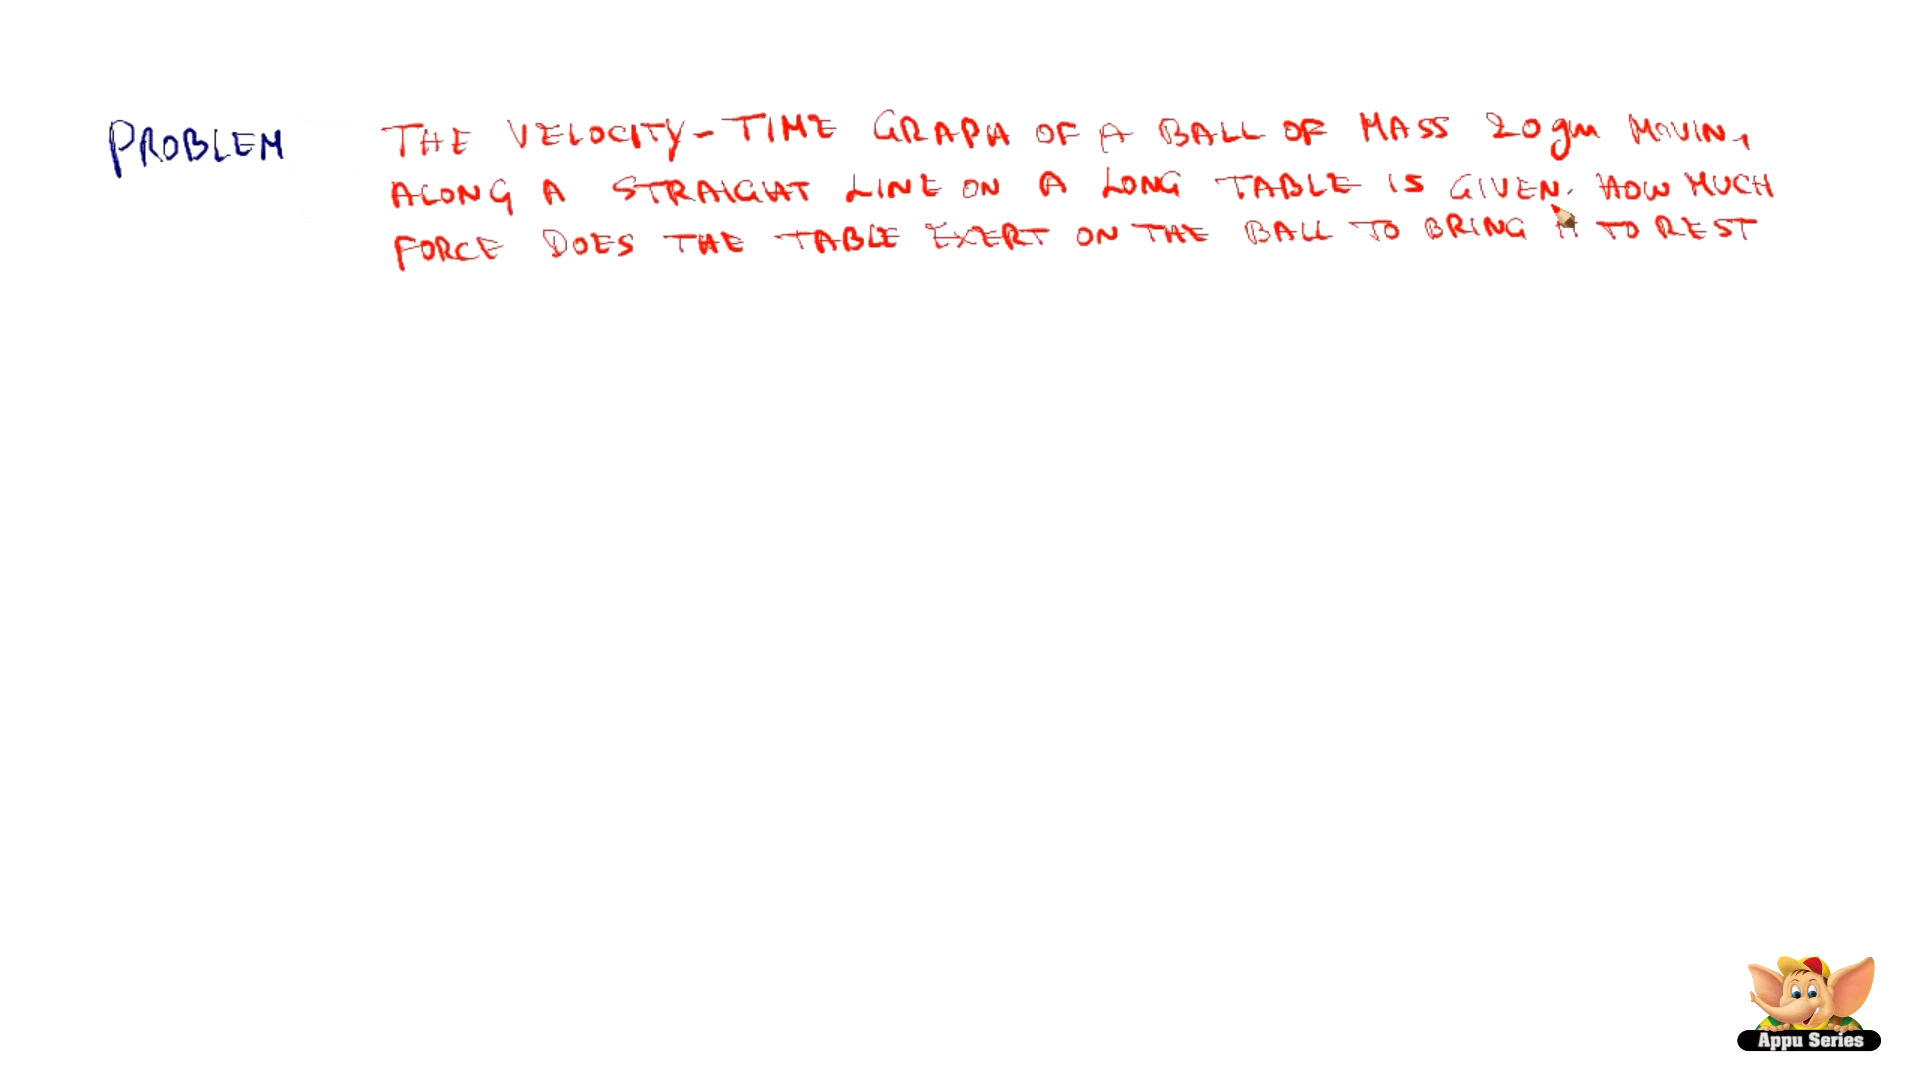 PROBLEM THE VELOCITY-TIME GRAPH OF A BALL OF MASS 20gm MOVING
ALONG A STRAIGHT LINE ON A LONG TABLE IS GIVEN. HOW MUCH
FORCE DOES THE TABLE EXERT ON THE BALL TO BRING IT TO REST
Appu Series